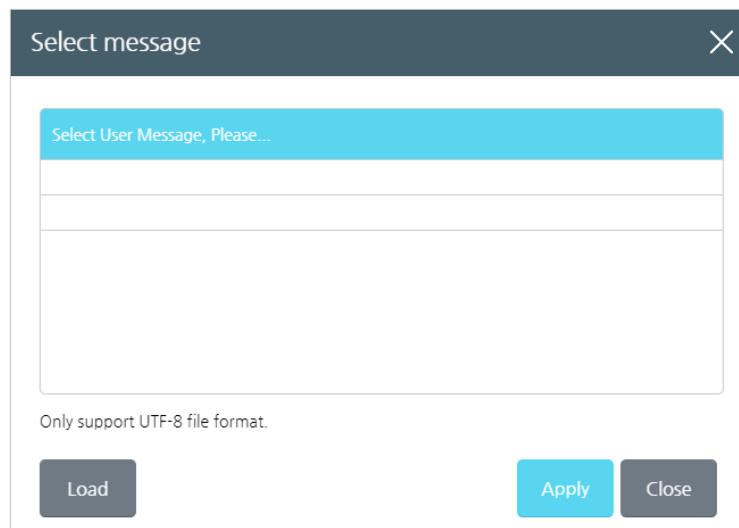 Select message
Select User Message, Please...
Only support UTF-8 file format.
Load
Apply
Close